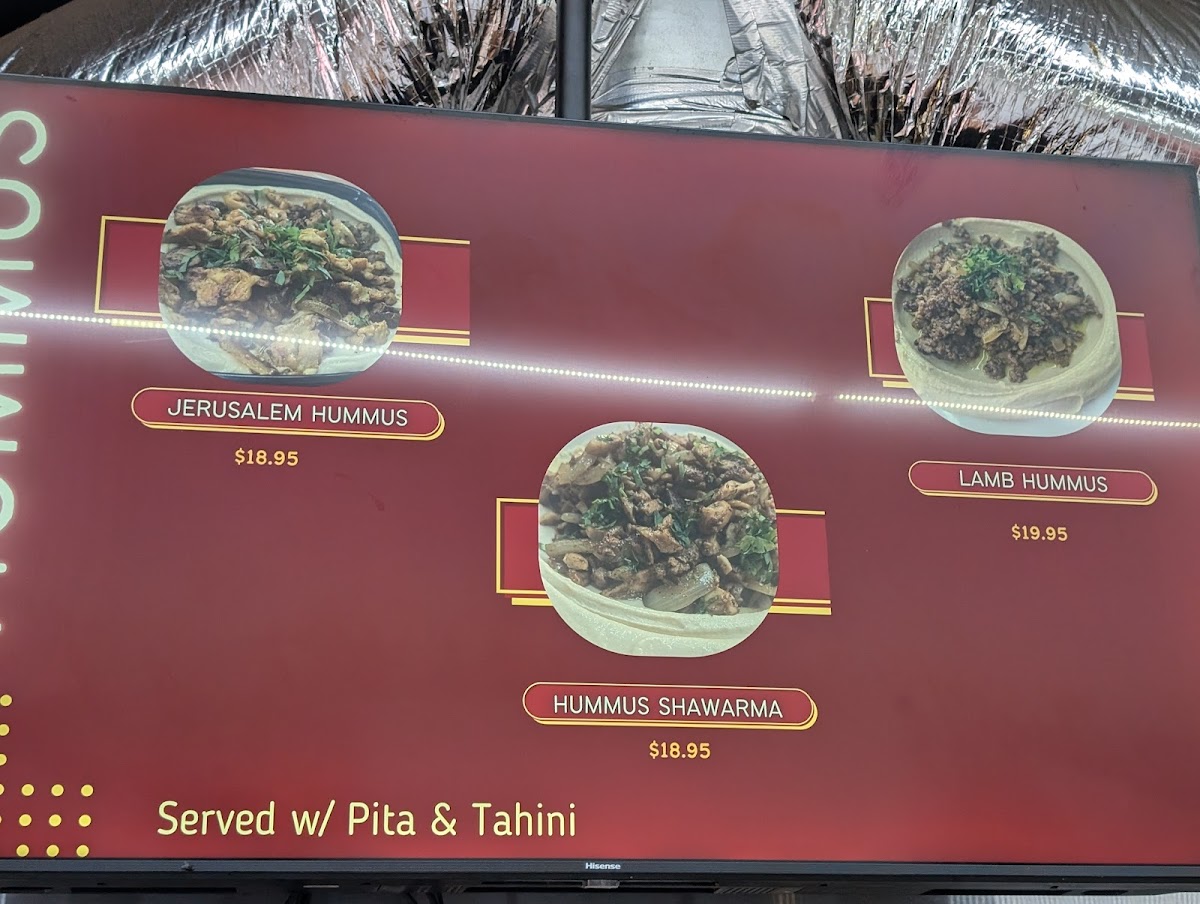 JERUSALEM HUMMUS
$18.95
HUMMUS SHAWARMA
$18.95
LAMB HUMMUS
$19.95
Served w/ Pita & Tahini
Hisense